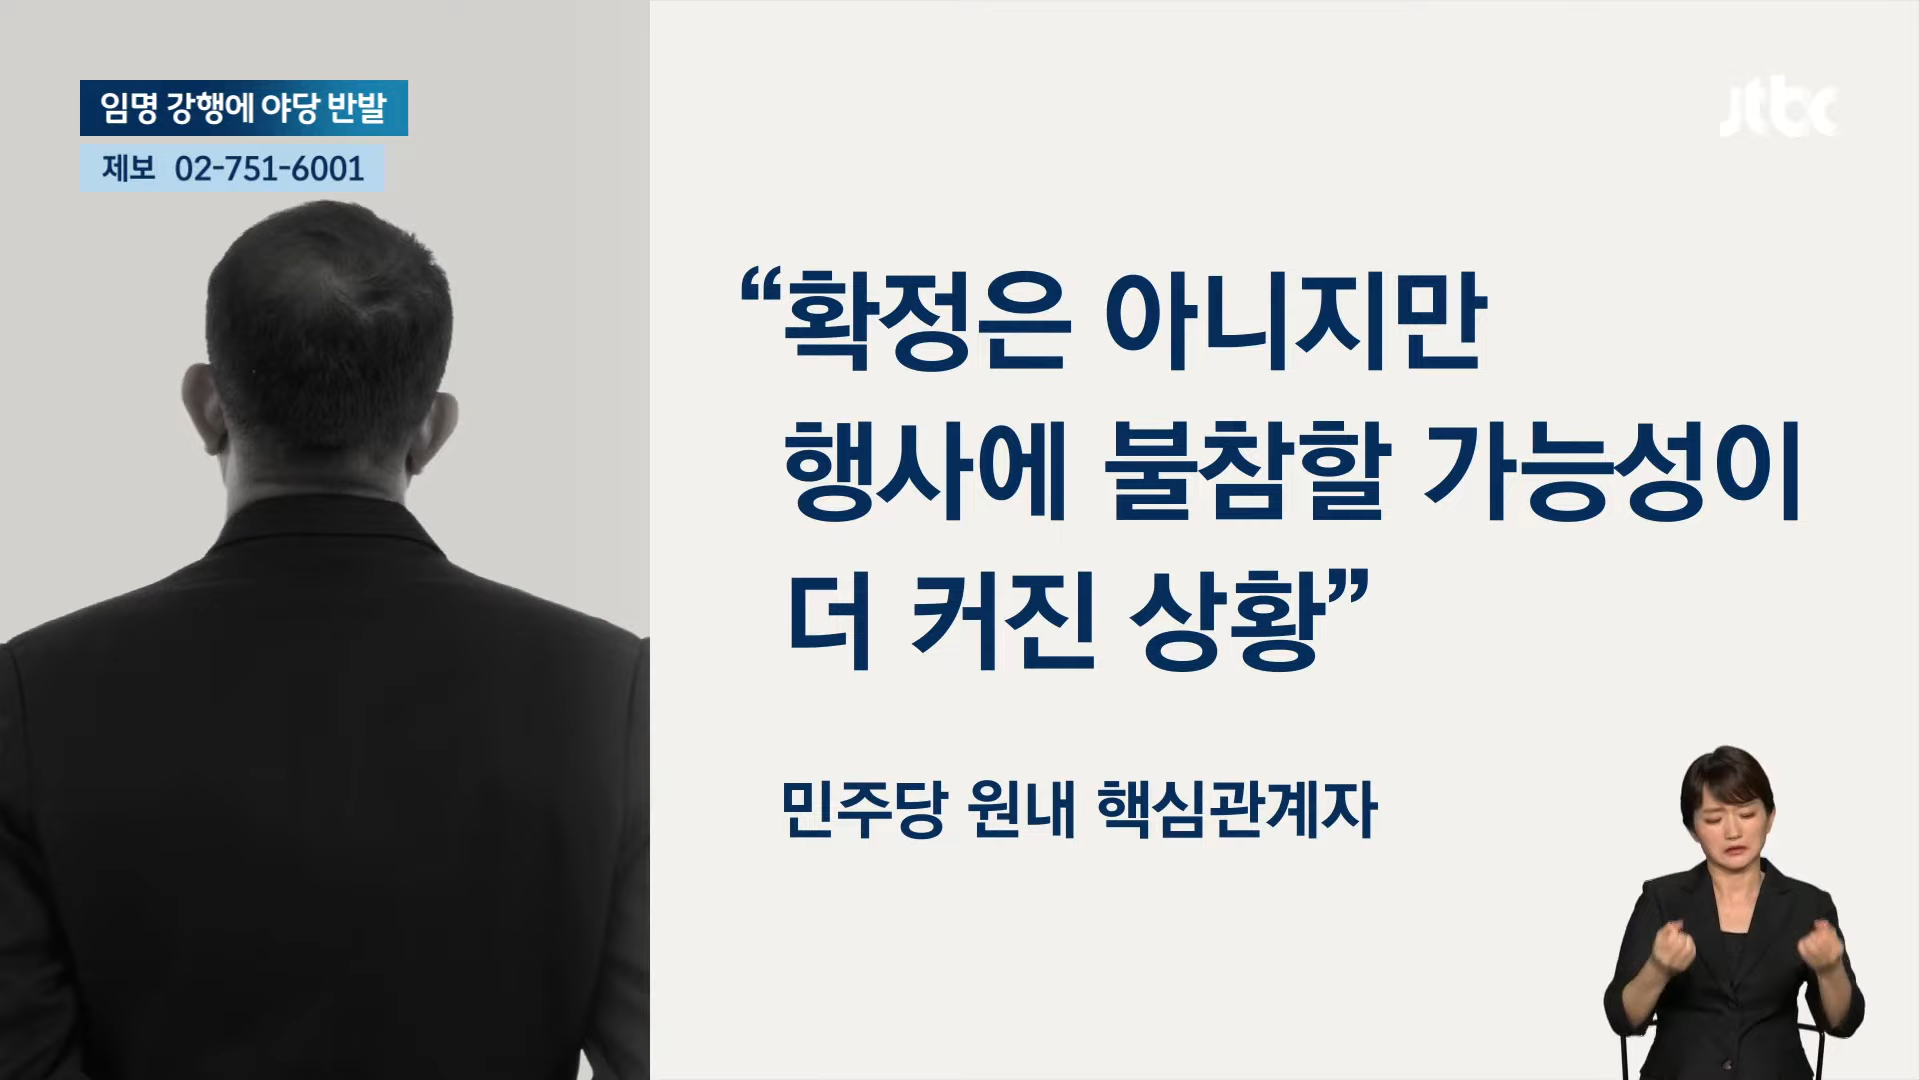 임명 강행에 야당 반발
제보 02-751-6001
jtbc
“확정은 아니지만
행사에 불참할 가능성이
더 커진 상황”
민주당 원내 핵심관계자